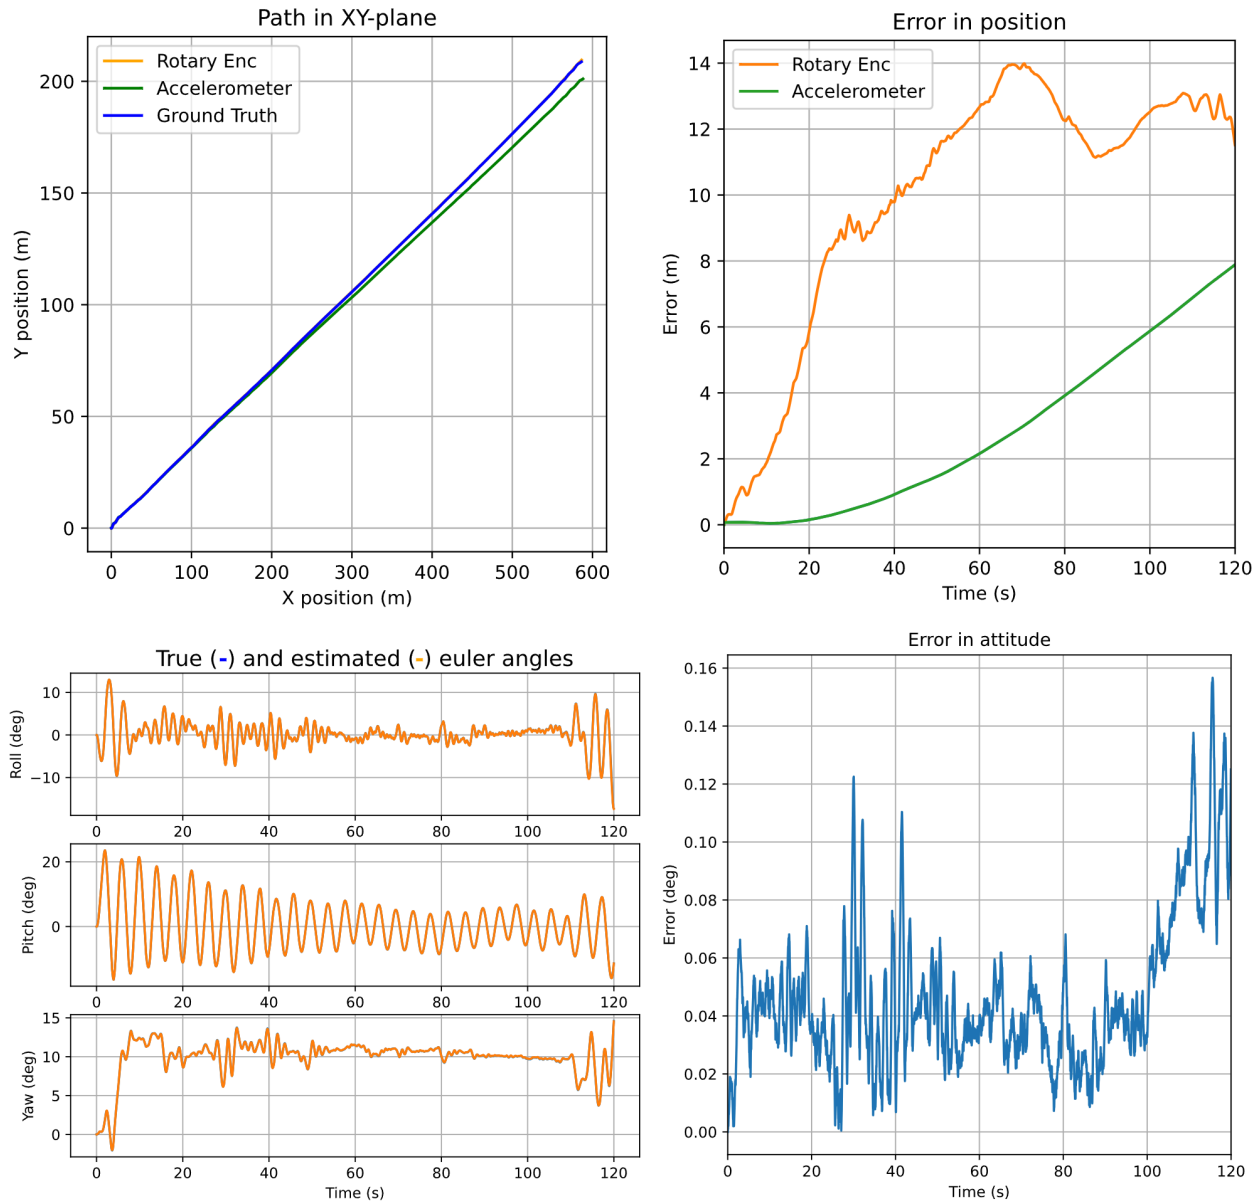 Path in XY-plane
Rotary Enc
Accelerometer
Ground Truth
200
150
100
50
0
Y position (m)
0 100 200 300 400 500 600
X position (m)
Error in position
Rotary Enc
Accelerometer
14
12
10
8
6
4
2
0
Error (m)
0 20 40 60 80 100 120
Time (s)
True (-) and estimated (-) euler angles
10
0
−10
Roll (deg)
0 20 40 60 80 100 120
20
0
Pitch (deg)
0 20 40 60 80 100 120
15
10
5
0
Yaw (deg)
0 20 40 60 80 100 120
Time (s)
Error in attitude
0.16
0.14
0.12
0.10
0.08
0.06
0.04
0.02
0.00
Error (deg)
0 20 40 60 80 100 120
Time (s)